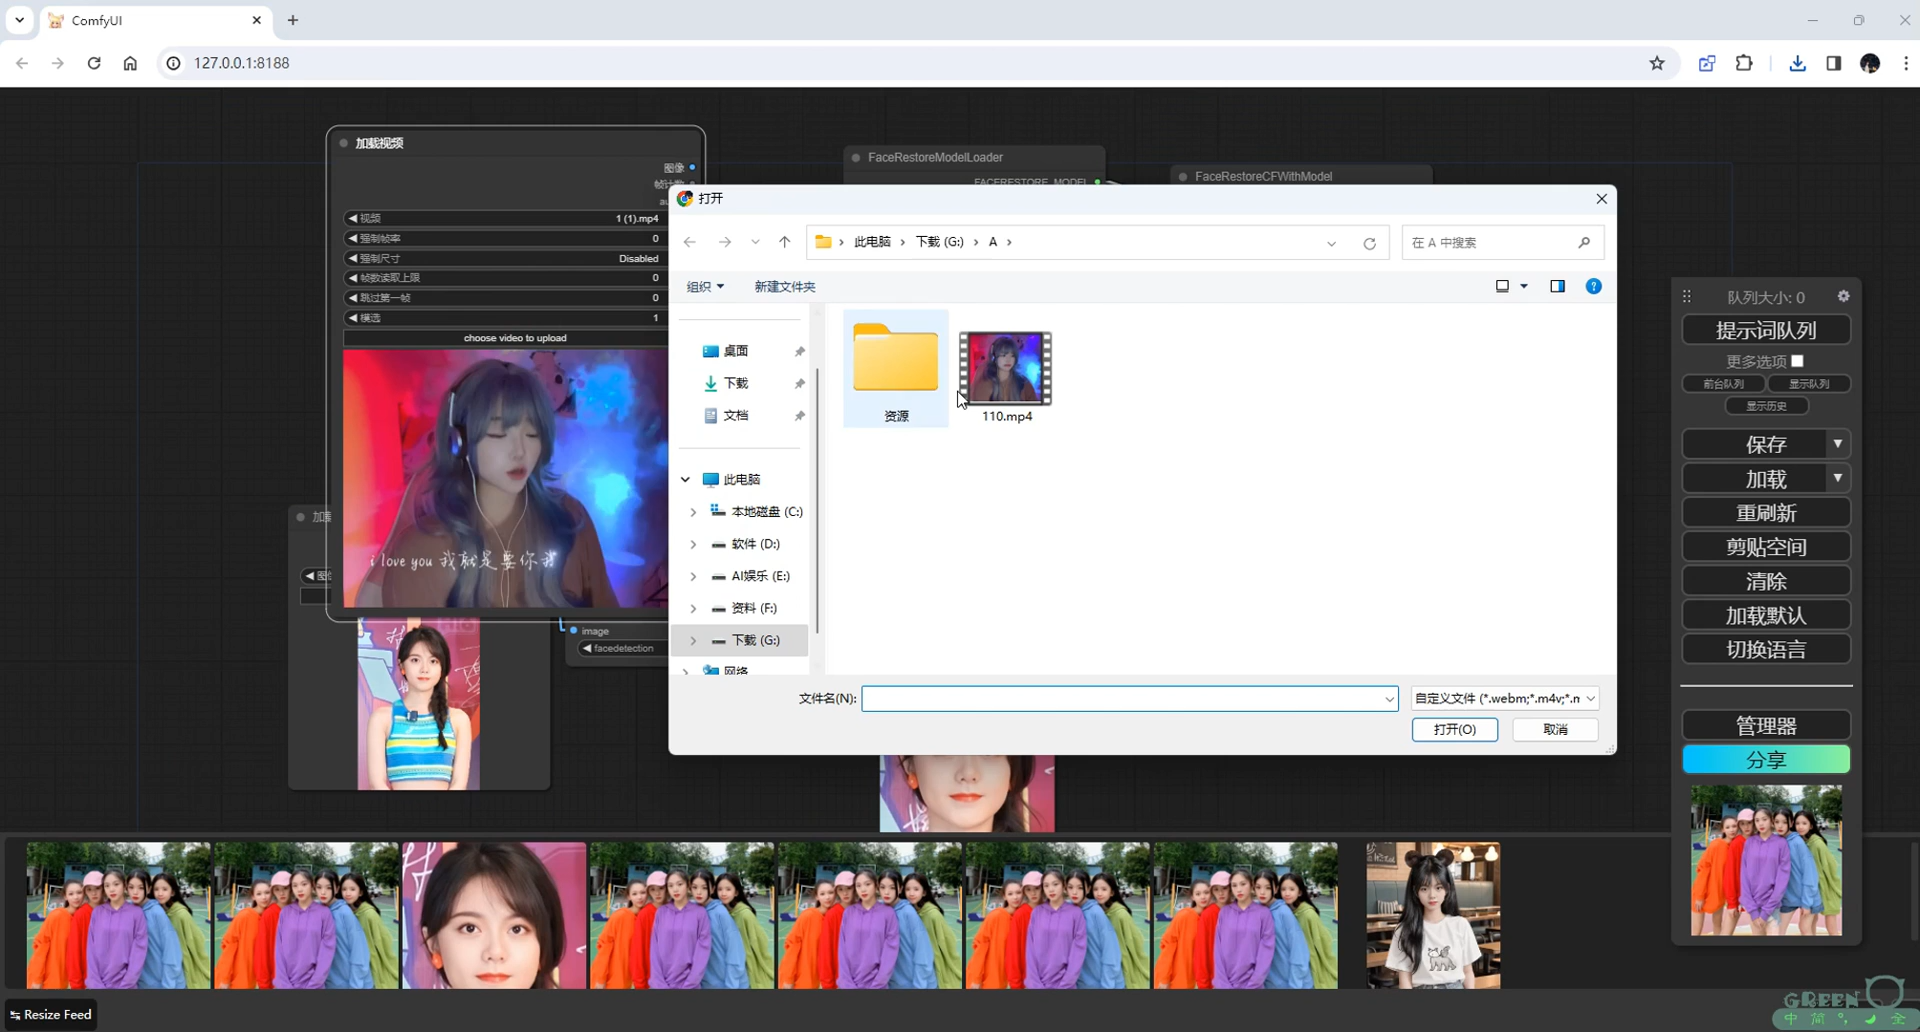 ComfyUI
127.0.0.1:8188
加载视频
图像
视频
1 (1).mp4
强制帧率
0
强制尺寸
Disabled
帧数读取上限
0
跳过第一帧
0
模选
1
choose video to upload
i love you 我就是要你我
image
facedetection
FaceRestoreModelLoader
FACERESTORE_MODEL
FaceRestoreCFWithModel
打开
此电脑
下载 (G:)
A
在 A 中搜索
组织
新建文件夹
桌面
下载
文档
此电脑
本地磁盘 (C:)
软件 (D:)
AI娱乐 (E:)
资料 (F:)
下载 (G:)
网络
资源
110.mp4
文件名(N):
自定义文件 (*.webm;*.m4v;*.m
打开(O)
取消
队列大小: 0
提示词队列
更多选项
前台队列
显示队列
显示历史
保存
加载
重刷新
剪贴空间
清除
加载默认
切换语言
管理器
分享
Resize Feed
GREEN
中 简 °, 全